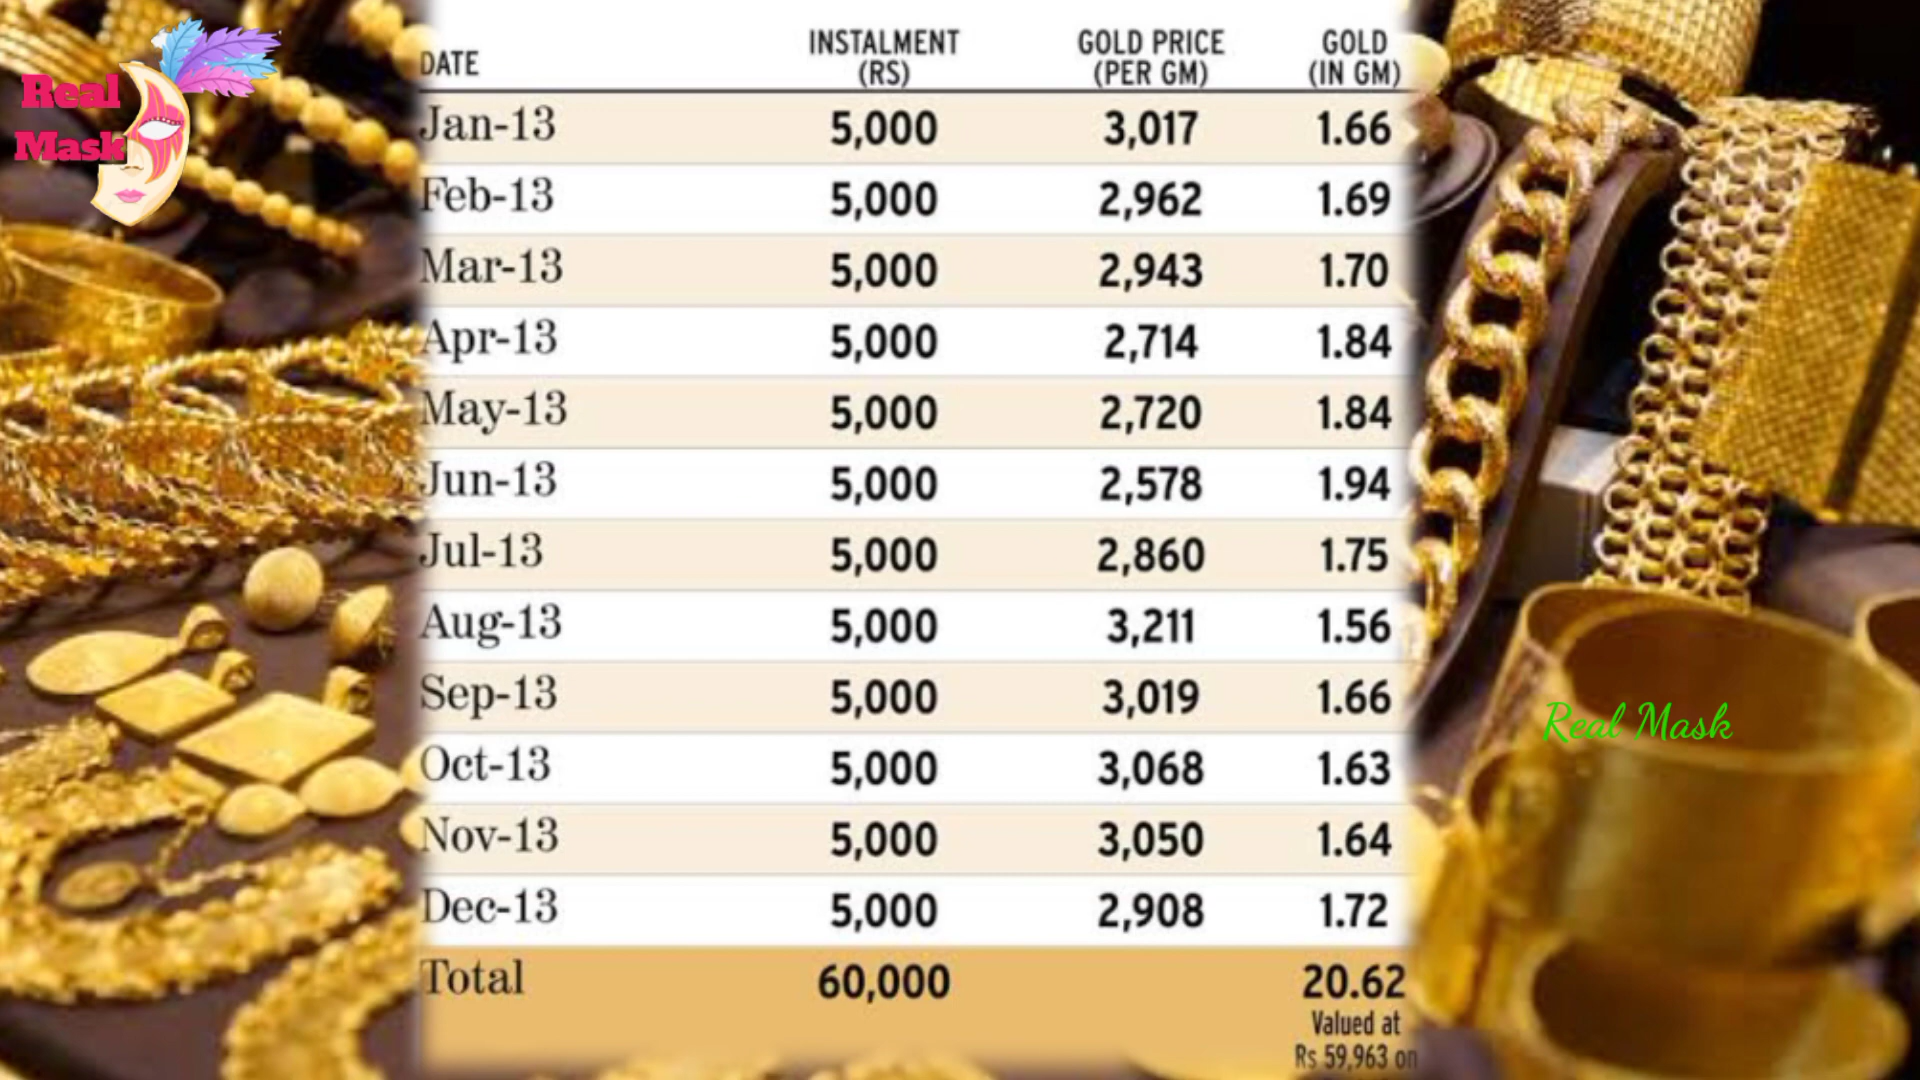 Real
Mask
DATE INSTALMENT (RS) GOLD PRICE (PER GM) GOLD (IN GM)
Jan-13 5,000 3,017 1.66
Feb-13 5,000 2,962 1.69
Mar-13 5,000 2,943 1.70
Apr-13 5,000 2,714 1.84
May-13 5,000 2,720 1.84
Jun-13 5,000 2,578 1.94
Jul-13 5,000 2,860 1.75
Aug-13 5,000 3,211 1.56
Sep-13 5,000 3,019 1.66
Real Mask
Oct-13 5,000 3,068 1.63
Nov-13 5,000 3,050 1.64
Dec-13 5,000 2,908 1.72
Total 60,000 20.62
Valued at
Rs 59,963 on